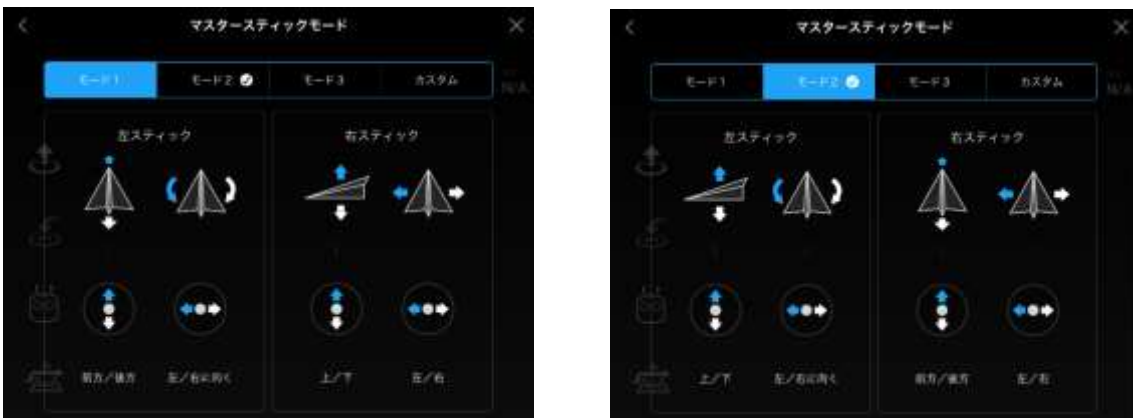 マスタースティックモード
モード1 モード2 モード3 カスタム
N/A
左スティック 右スティック
前方/後方 左/右に向く 上/下 左/右
マスタースティックモード
モード1 モード2 モード3 カスタム
N/A
左スティック 右スティック
上/下 左/右に向く 前方/後方 左/右